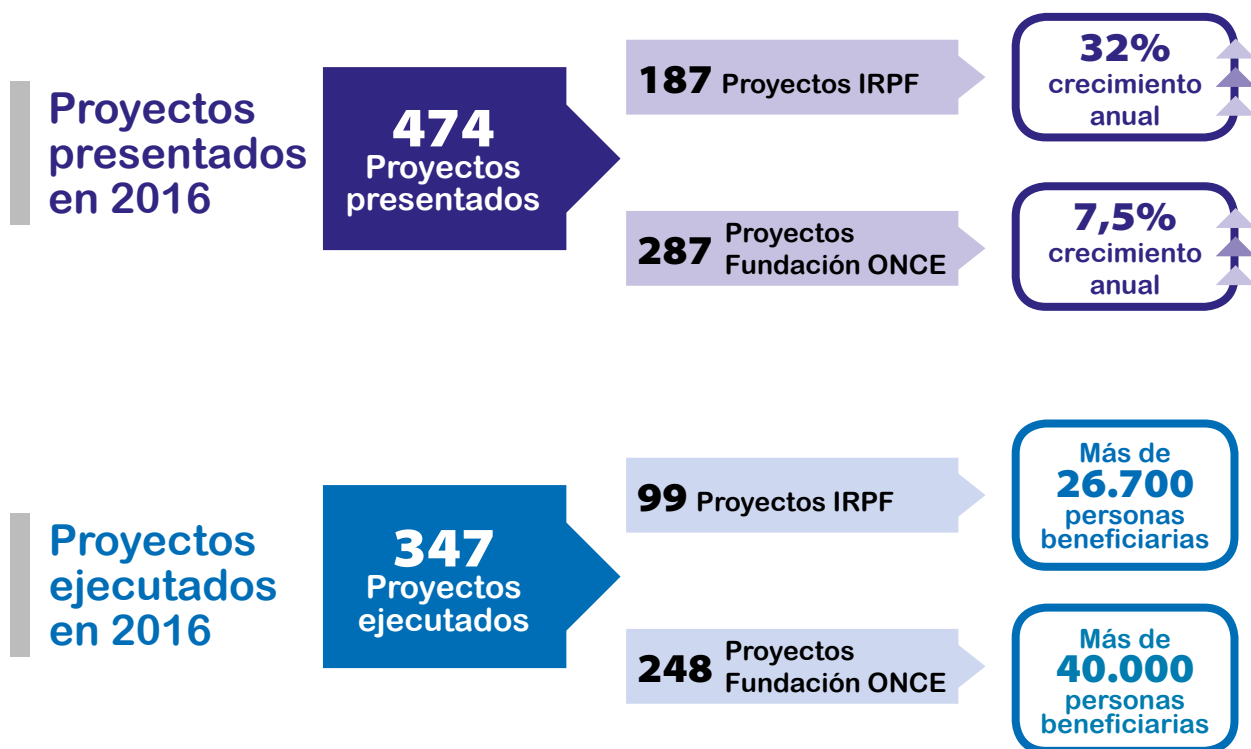 Proyectos
presentados
en 2016
474
Proyectos
presentados
187 Proyectos IRPF
32%
crecimiento
anual
287 Proyectos
Fundación ONCE
7,5%
crecimiento
anual
Proyectos
ejecutados
en 2016
347
Proyectos
ejecutados
99 Proyectos IRPF
Más de
26.700
personas
beneficiarias
248 Proyectos
Fundación ONCE
Más de
40.000
personas
beneficiarias